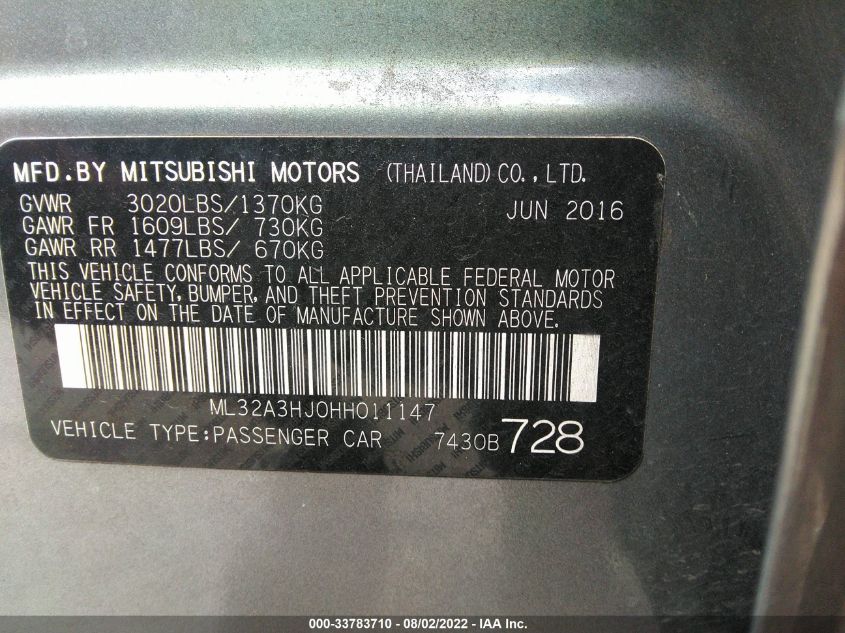 MFD.BY MITSUBISHI MOTORS (THAILAND) CO.,LTD.
GVWR 3020LBS/1370KG JUN 2016
GAWR FR 1609LBS/ 730KG
GAWR RR 1477LBS/ 670KG
THIS VEHICLE CONFORMS TO ALL APPLICABLE FEDERAL MOTOR
VEHICLE SAFETY, BUMPER, AND THEFT PREVENTION STANDARDS
IN EFFECT ON THE DATE OF MANUFACTURE SHOWN ABOVE.
ML32A3HJ0HH011147
VEHICLE TYPE:PASSENGER CAR 7430B 728
000-33783710 - 08/02/2022 - IAA Inc.